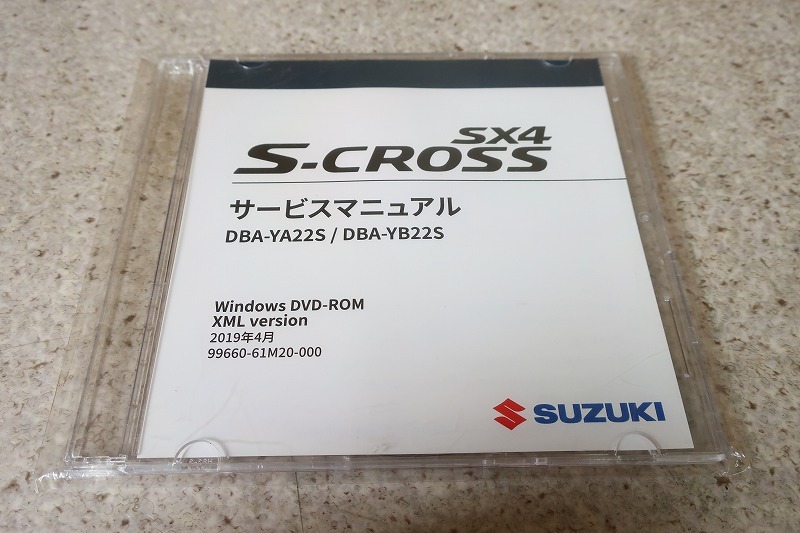 SX4
S-CROSS
サービスマニュアル
DBA-YA22S / DBA-YB22S
Windows DVD-ROM
XML version
2019年4月
99660-61M20-000
SUZUKI